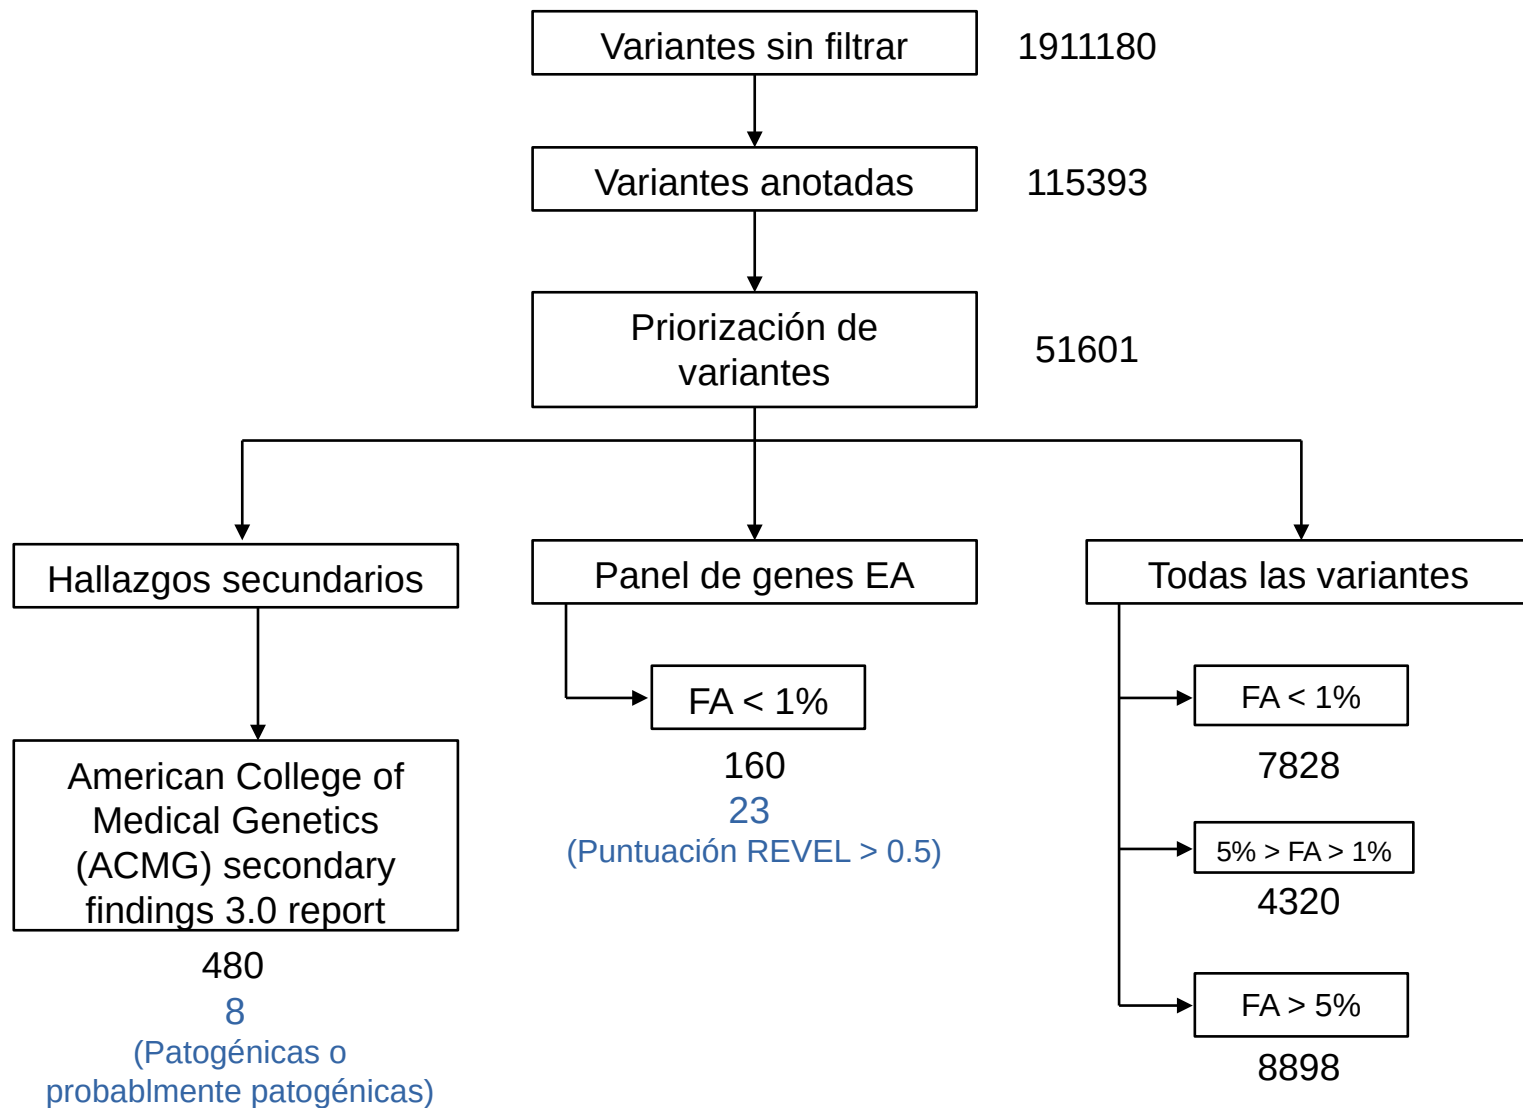 Variantes sin filtrar
1911180
Variantes anotadas
115393
Priorización de
variantes
51601
Hallazgos secundarios
American College of
Medical Genetics
(ACMG) secondary
findings 3.0 report
480
8
(Patogénicas o
probablmente patogénicas)
Panel de genes EA
FA < 1%
160
23
(Puntuación REVEL > 0.5)
Todas las variantes
FA < 1%
7828
5% > FA > 1%
4320
FA > 5%
8898